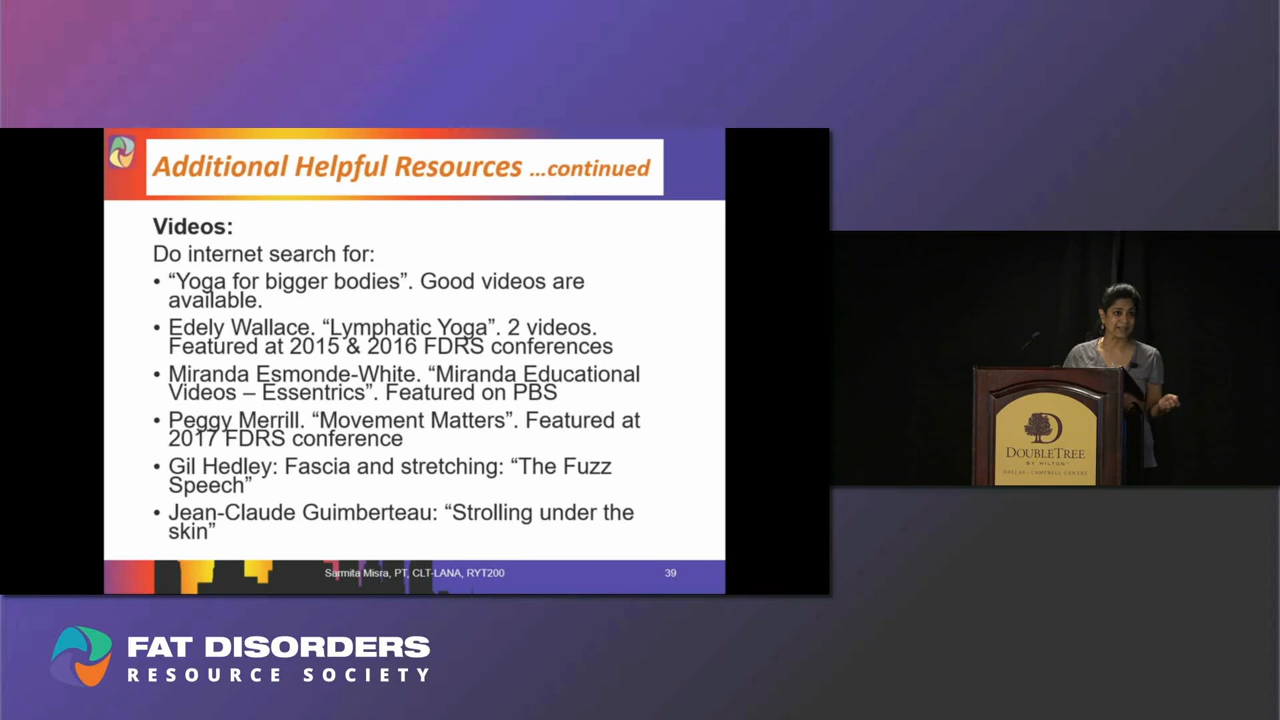 Additional Helpful Resources ...continued
Videos:
Do internet search for:
• “Yoga for bigger bodies”. Good videos are
available.
• Edely Wallace. “Lymphatic Yoga”. 2 videos.
Featured at 2015 & 2016 FDRS conferences
• Miranda Esmonde-White. “Miranda Educational
Videos – Essentrics”. Featured on PBS
• Peggy Merrill. “Movement Matters”. Featured at
2017 FDRS conference
• Gil Hedley: Fascia and stretching: “The Fuzz
Speech”
• Jean-Claude Guimberteau: “Strolling under the
skin”
Sarmita Misra, PT, CLT-LANA, RYT200
39
D
DOUBLETREE
BY HILTON™
DALLAS - CAMPBELL CENTRE
FAT DISORDERS
RESOURCE SOCIETY